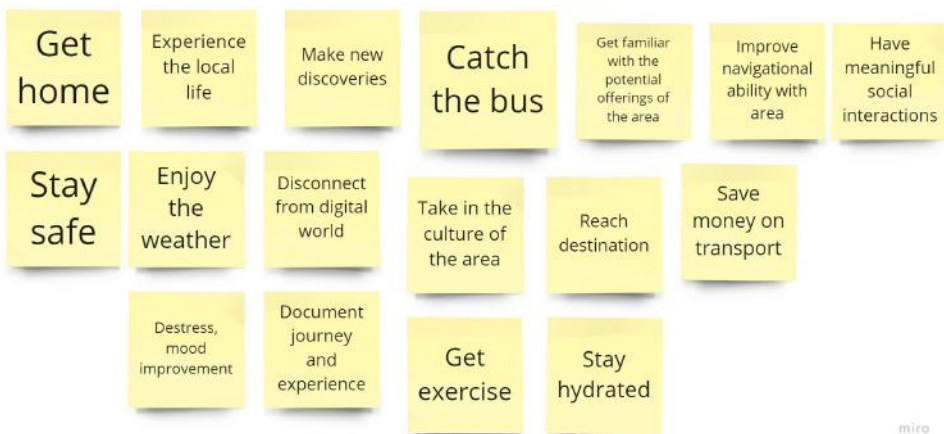 Get
home
Experience
the local
life
Make new
discoveries
Catch
the bus
Get familiar
with the
potential
offerings of
the area
Improve
navigational
ability with
area
Have
meaningful
social
interactions
Stay
safe
Enjoy
the
weather
Disconnect
from digital
world
Take in the
culture of
the area
Reach
destination
Save
money on
transport
Destress,
mood
improvement
Document
journey
and
experience
Get
exercise
Stay
hydrated
miro